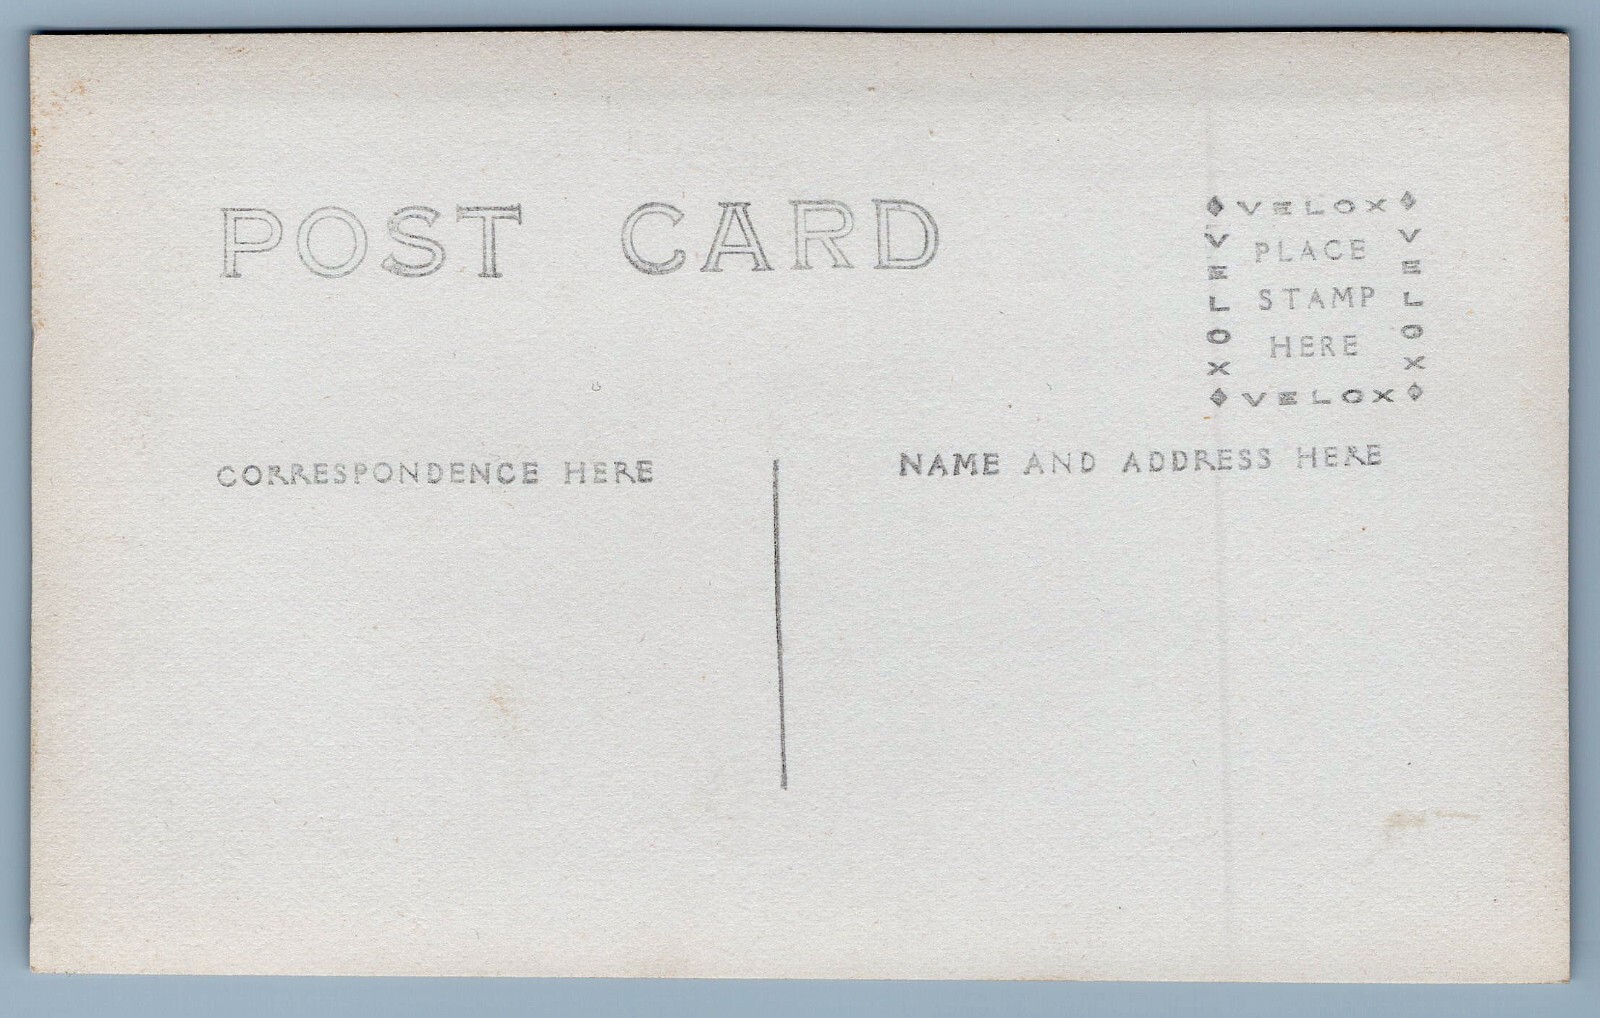 POST CARD
VELOX
VELOX
PLACE
STAMP
HERE
VELOX
VELOX
CORRESPONDENCE HERE
NAME AND ADDRESS HERE